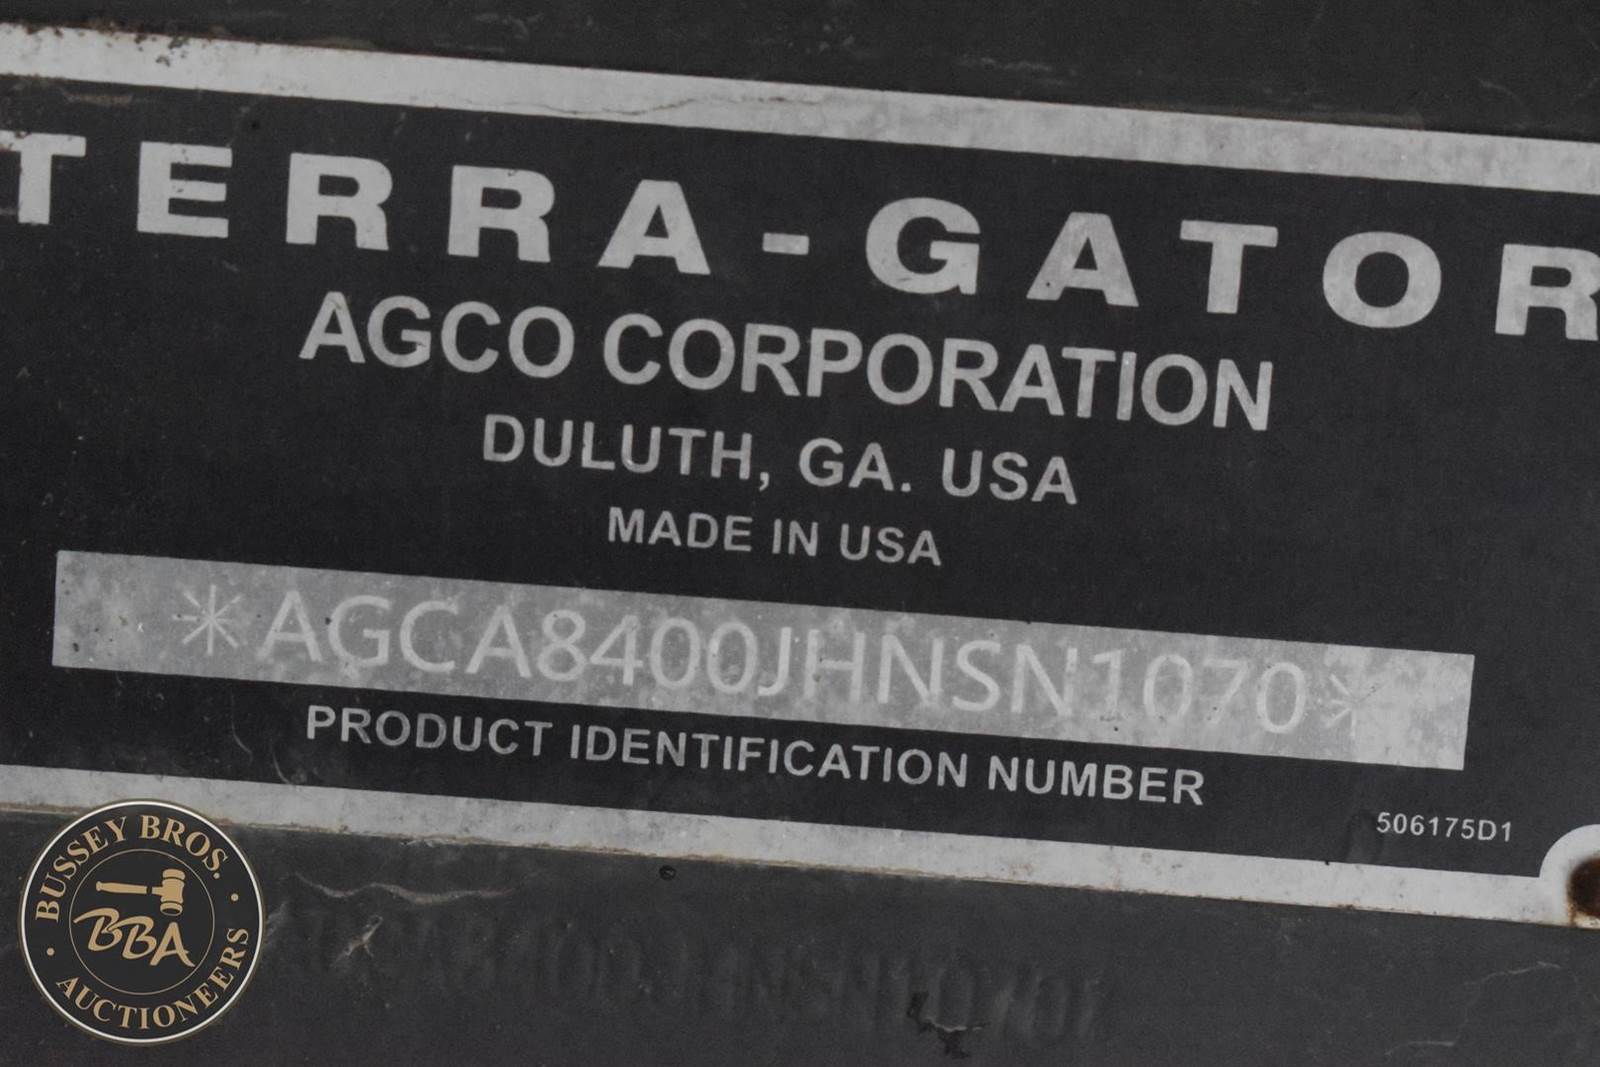 TERRA-GATOR
AGCO CORPORATION
DULUTH, GA. USA
MADE IN USA
*AGCA8400JHNSN1070*
PRODUCT IDENTIFICATION NUMBER
506175D1
BUSSEY BROS.
BBA
AUCTIONEERS